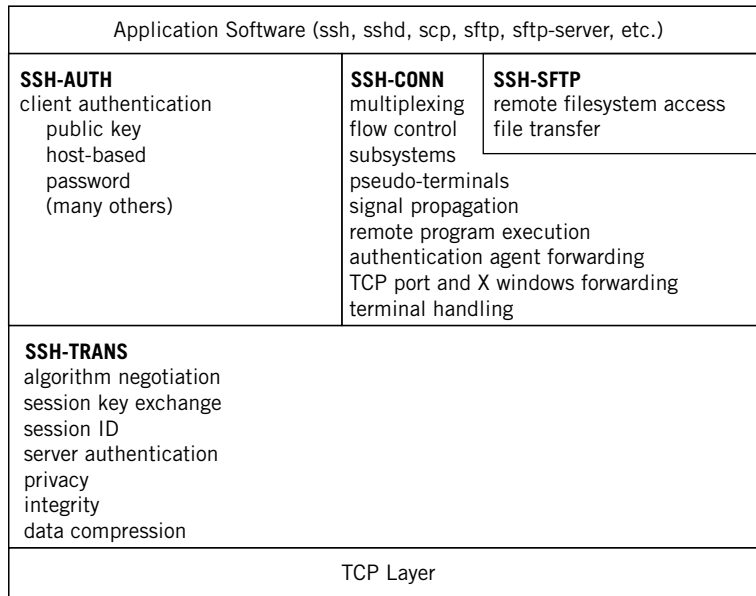 Application Software (ssh, sshd, scp, sftp, sftp-server, etc.)
SSH-AUTH
client authentication
public key
host-based
password
(many others)
SSH-CONN
multiplexing
flow control
subsystems
pseudo-terminals
signal propagation
remote program execution
authentication agent forwarding
TCP port and X windows forwarding
terminal handling
SSH-SFTP
remote filesystem access
file transfer
SSH-TRANS
algorithm negotiation
session key exchange
session ID
server authentication
privacy
integrity
data compression
TCP Layer